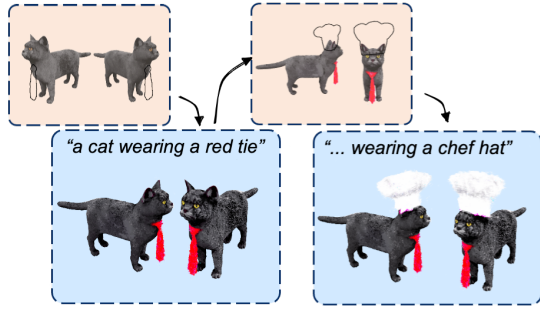 “a cat wearing a red tie”
“... wearing a chef hat”